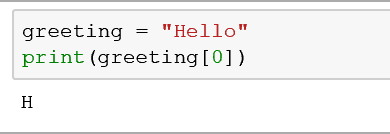 greeting = "Hello"
print(greeting[0])
H